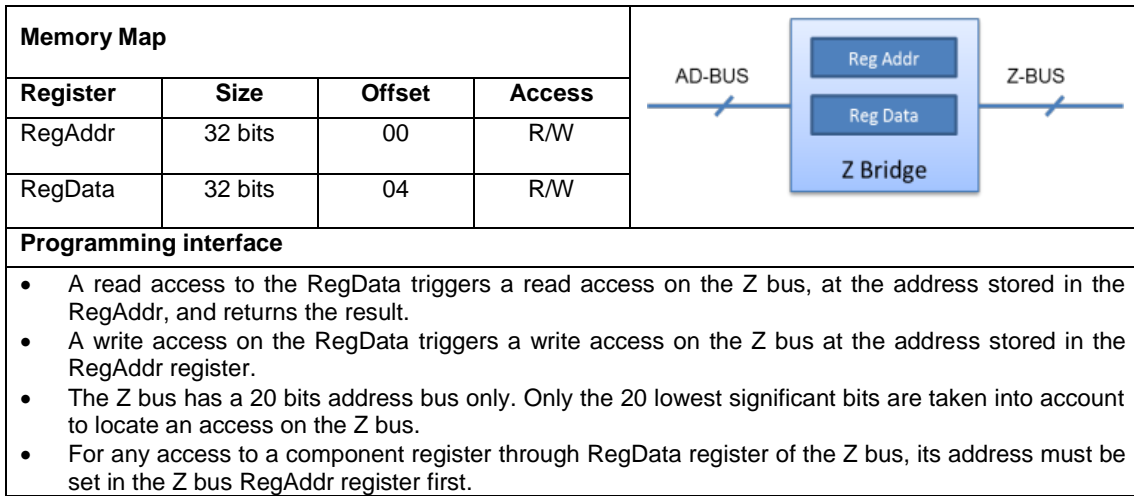 Memory Map
Register Size Offset Access
RegAddr 32 bits 00 R/W
RegData 32 bits 04 R/W
AD-BUS
Reg Addr
Reg Data
Z Bridge
Z-BUS
Programming interface
• A read access to the RegData triggers a read access on the Z bus, at the address stored in the
RegAddr, and returns the result.
• A write access on the RegData triggers a write access on the Z bus at the address stored in the
RegAddr register.
• The Z bus has a 20 bits address bus only. Only the 20 lowest significant bits are taken into account
to locate an access on the Z bus.
• For any access to a component register through RegData register of the Z bus, its address must be
set in the Z bus RegAddr register first.